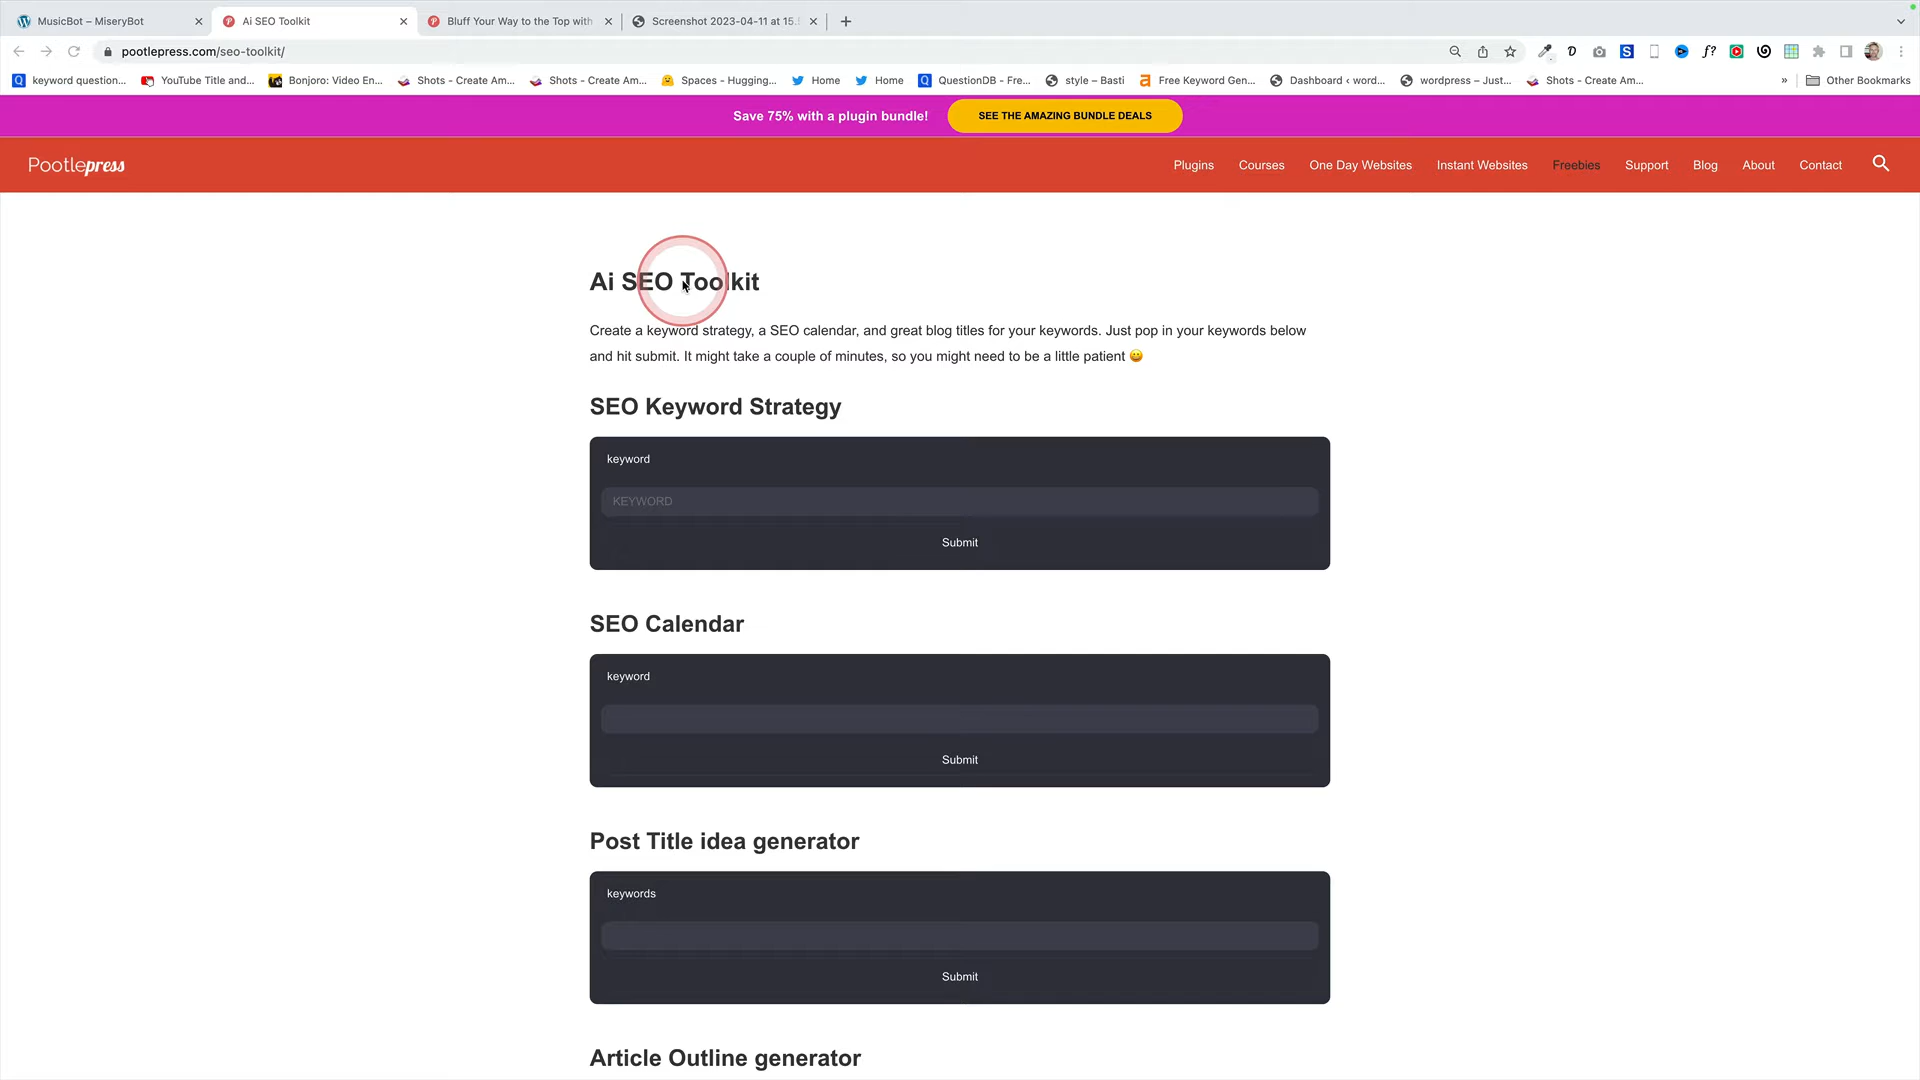 MusicBot – MiseryBot
Ai SEO Toolkit
Bluff Your Way to the Top with
Screenshot 2023-04-11 at 15.
pootlepress.com/seo-toolkit/
keyword question...
YouTube Title and...
Bonjoro: Video En...
Shots - Create Am...
Shots - Create Am...
Spaces - Hugging...
Home
Home
QuestionDB - Fre...
style – Basti
Free Keyword Gen...
Dashboard ‹ word...
wordpress – Just...
Shots - Create Am...
»
Other Bookmarks
Save 75% with a plugin bundle!
SEE THE AMAZING BUNDLE DEALS
Pootlepress
Plugins
Courses
One Day Websites
Instant Websites
Freebies
Support
Blog
About
Contact
Ai SEO Toolkit
Create a keyword strategy, a SEO calendar, and great blog titles for your keywords. Just pop in your keywords below
and hit submit. It might take a couple of minutes, so you might need to be a little patient 😀
SEO Keyword Strategy
keyword
KEYWORD
Submit
SEO Calendar
keyword
Submit
Post Title idea generator
keywords
Submit
Article Outline generator